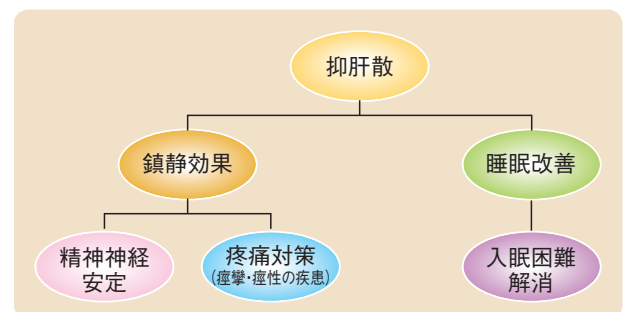 抑肝散
鎮静効果
睡眠改善
精神神経
安定
疼痛対策
(痙攣・痙性の疾患)
入眠困難
解消